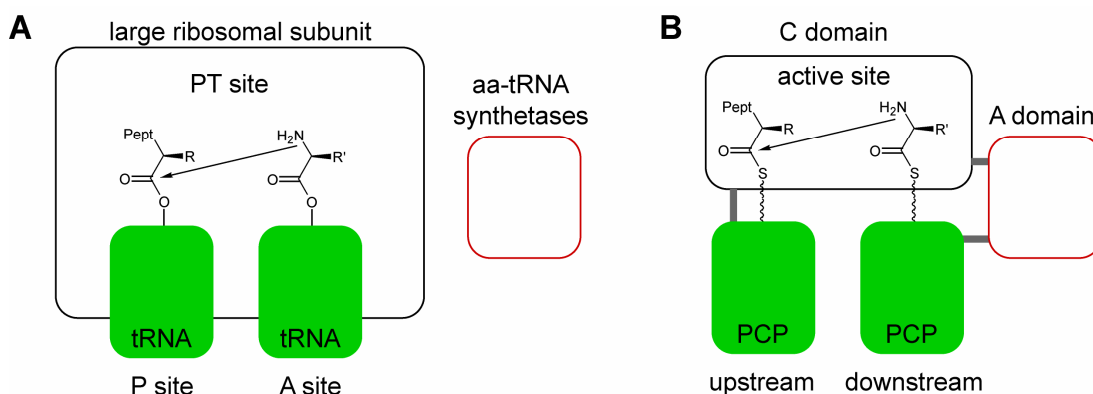 A
large ribosomal subunit
PT site
Pept
R
O
O
H₂N
R'
O
O
tRNA
tRNA
P site
A site
aa-tRNA
synthetases
B
C domain
active site
Pept
R
O
S
H₂N
R'
O
S
A domain
PCP
PCP
upstream
downstream